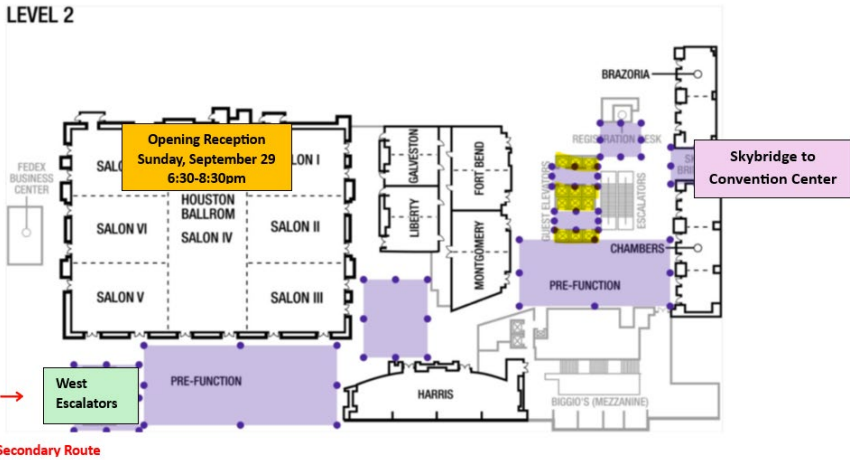 LEVEL 2
BRAZORIA
REGISTRATION DESK
Opening Reception
Sunday, September 29
6:30-8:30pm
SALON I
GALVESTON
FORT BEND
FEDEX
BUSINESS
CENTER
Skybridge to
Convention Center
GUEST ELEVATORS
ESCALATORS
HOUSTON
BALLROM
SALON VI
SALON IV
SALON II
LIBERTY
MONTGOMERY
CHAMBERS
PRE-FUNCTION
SALON V
SALON III
West
Escalators
PRE-FUNCTION
HARRIS
BIGGIO'S (MEZZANINE)
Secondary Route